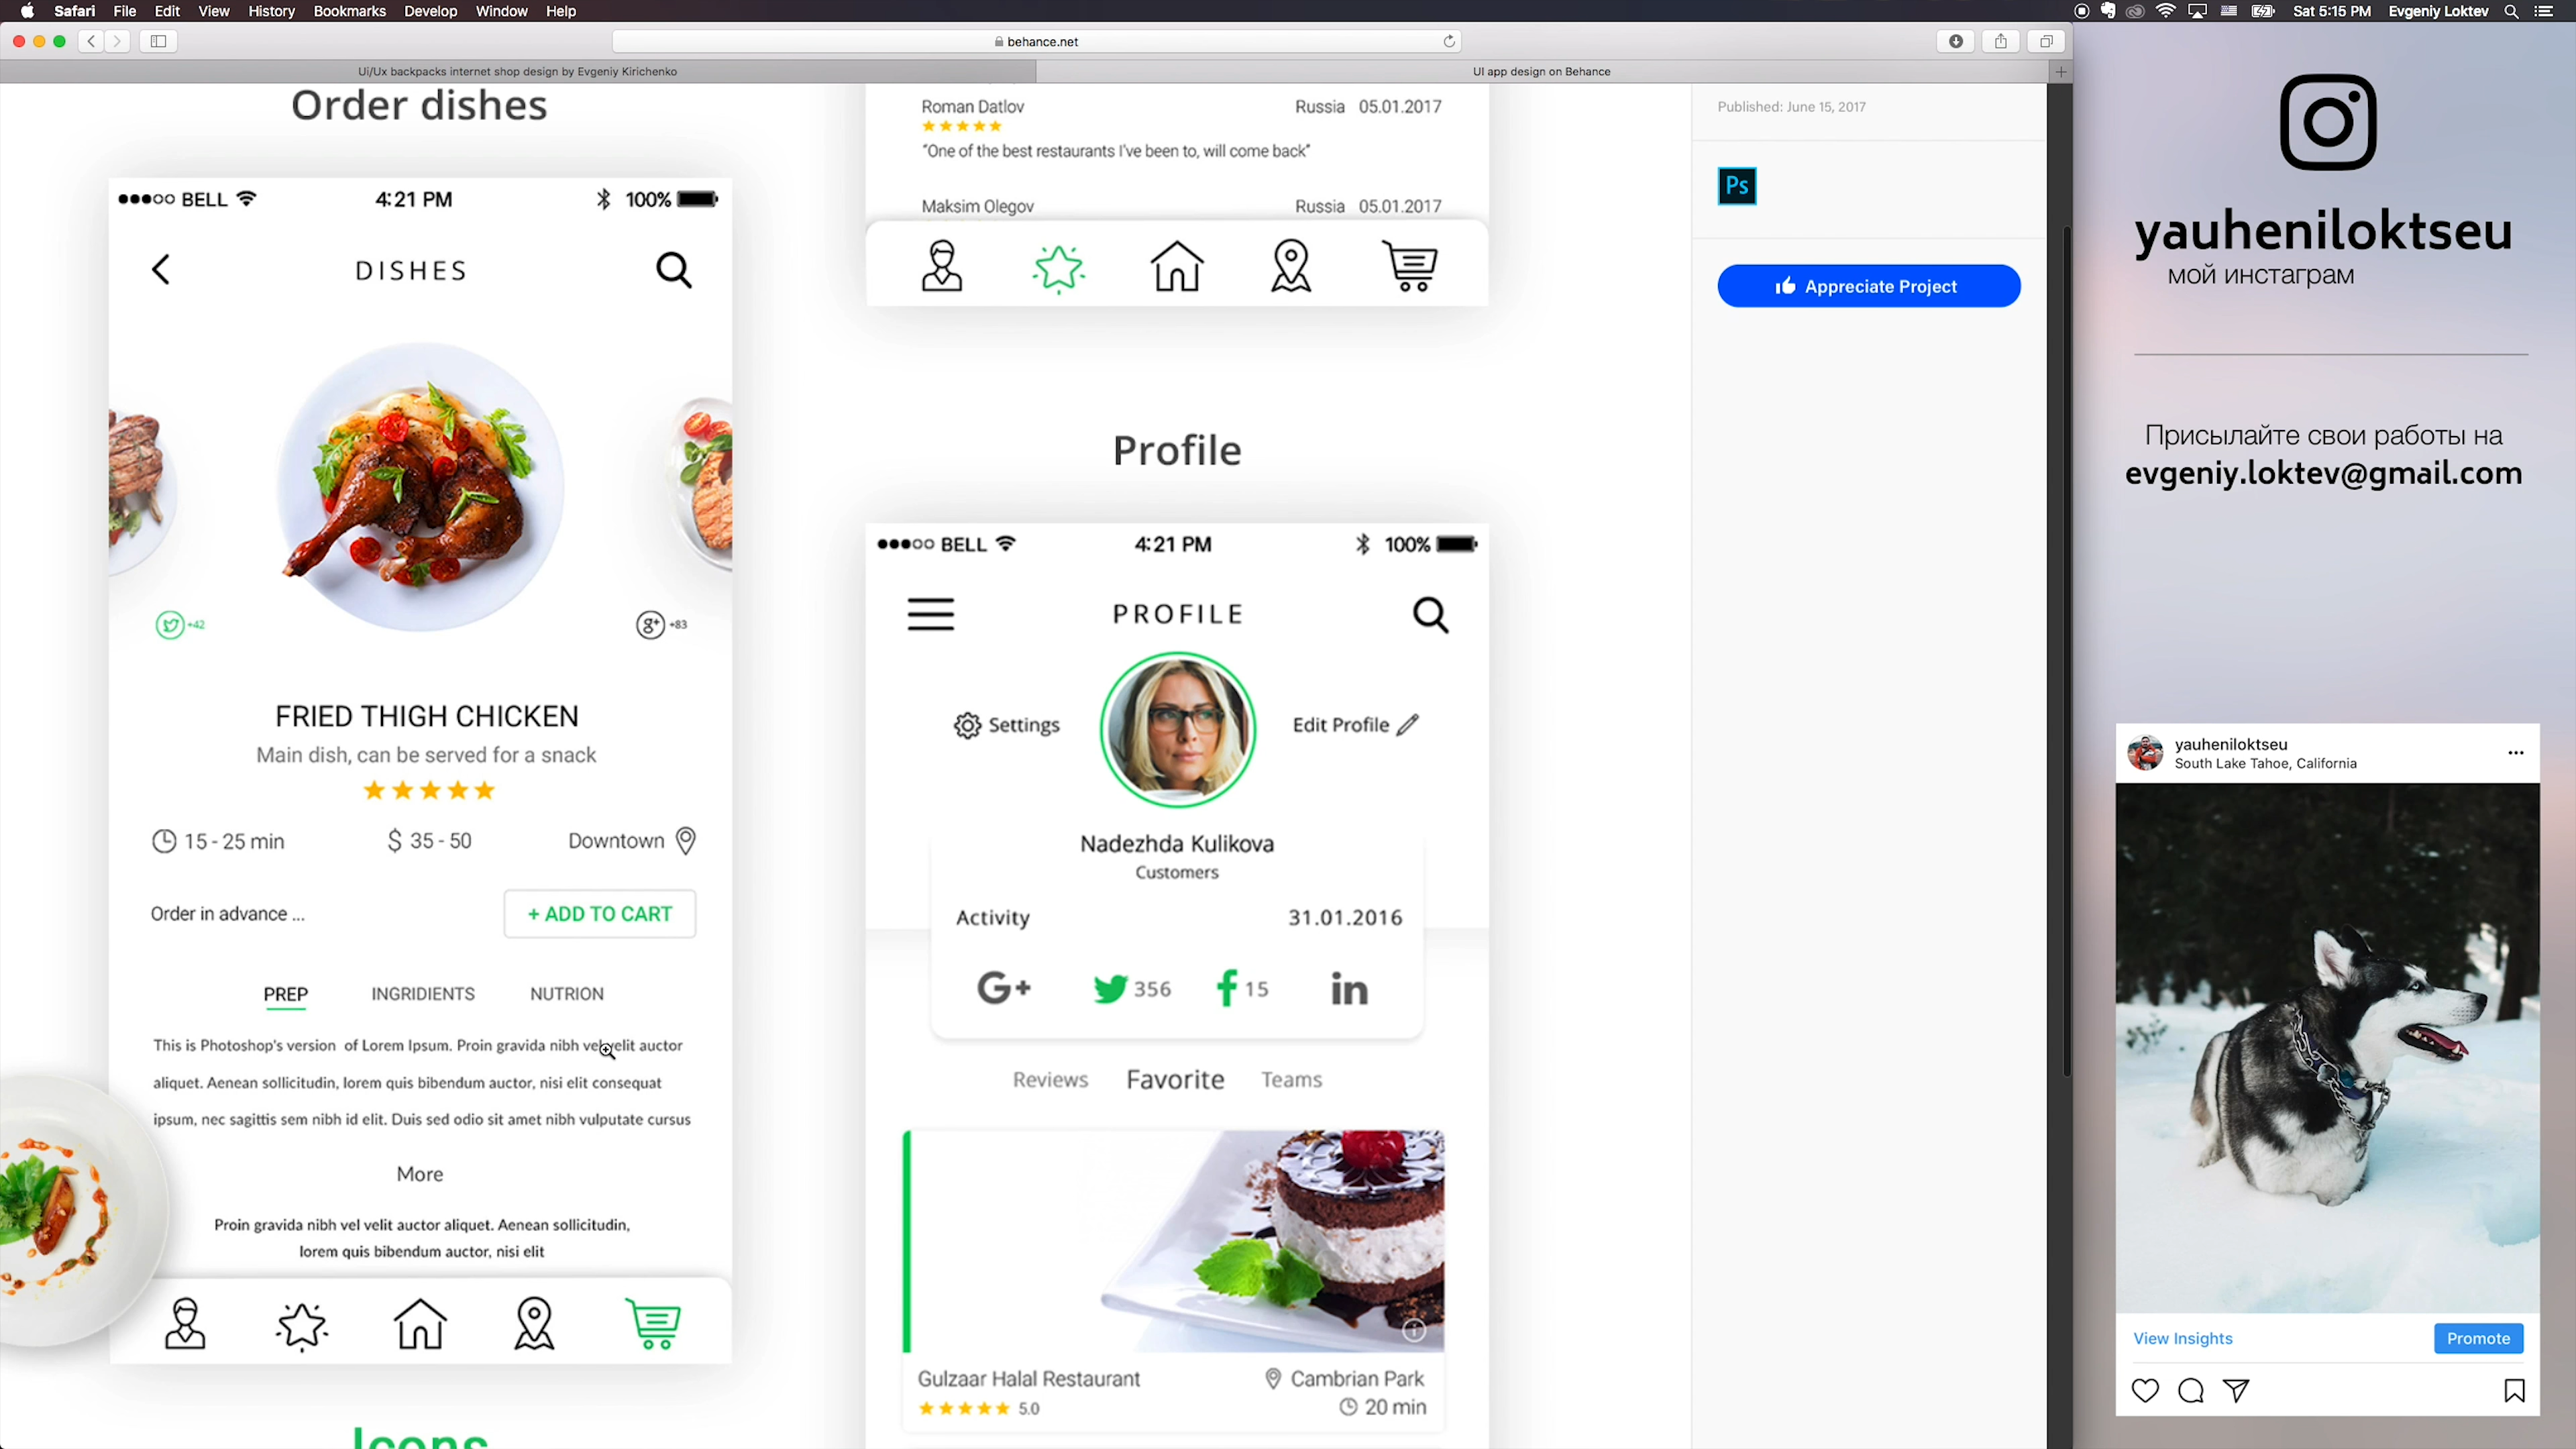 Safari File Edit View History Bookmarks Develop Window Help
Sat 5:15 PM Evgeniy Loktev
behance.net
Ui/Ux backpacks internet shop design by Evgeniy Kirichenko
UI app design on Behance
Order dishes
BELL 4:21 PM 100%
DISHES
+42
g+ +83
FRIED THIGH CHICKEN
Main dish, can be served for a snack
15 - 25 min $ 35 - 50 Downtown
Order in advance ... + ADD TO CART
PREP INGRIDIENTS NUTRION
This is Photoshop's version of Lorem Ipsum. Proin gravida nibh vel velit auctor
aliquet. Aenean sollicitudin, lorem quis bibendum auctor, nisi elit consequat
ipsum, nec sagittis sem nibh id elit. Duis sed odio sit amet nibh vulputate cursus
More
Proin gravida nibh vel velit auctor aliquet. Aenean sollicitudin,
lorem quis bibendum auctor, nisi elit
Icons
Roman Datlov Russia 05.01.2017
"One of the best restaurants I've been to, will come back"
Maksim Olegov Russia 05.01.2017
Profile
BELL 4:21 PM 100%
PROFILE
Settings Edit Profile
Nadezhda Kulikova
Customers
Activity 31.01.2016
G+ 356 f 15 in
Reviews Favorite Teams
Gulzaar Halal Restaurant Cambrian Park
5.0 20 min
Published: June 15, 2017
Ps
Appreciate Project
yauheniloktseu
мой инстаграм
Присылайте свои работы на
evgeniy.loktev@gmail.com
yauheniloktseu
South Lake Tahoe, California
View Insights Promote